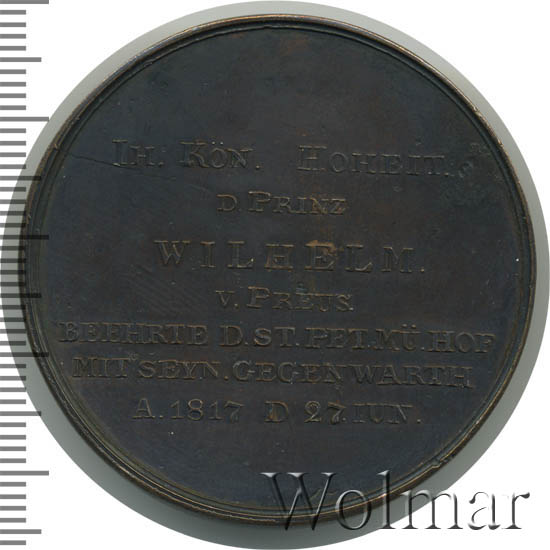 IH. KÖN. HOHEIT.
D. PRINZ
WILHELM.
V. PREUS.
BEEHRTE D. ST. PET. MÜ. HOF
MIT SEYN. GEGENWARTH
A. 1817 D 27. IUN.
Wolmar